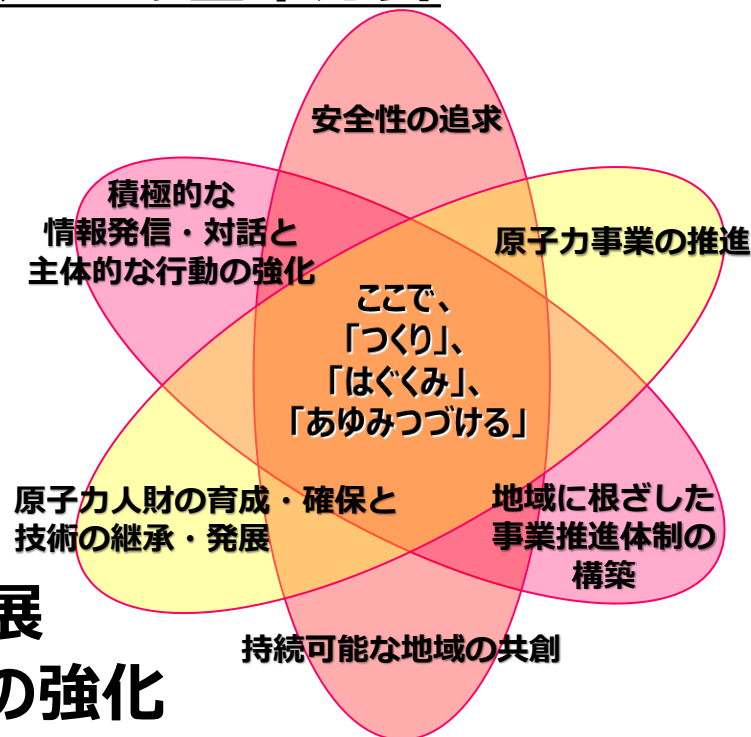 安全性の追求
積極的な
情報発信・対話と
主体的な行動の強化
原子力事業の推進
ここで、
「つくり」、
「はぐくみ」、
「あゆみつづける」
原子力人財の育成・確保と
技術の継承・発展
地域に根ざした
事業推進体制の
構築
持続可能な地域の共創
展
の強化